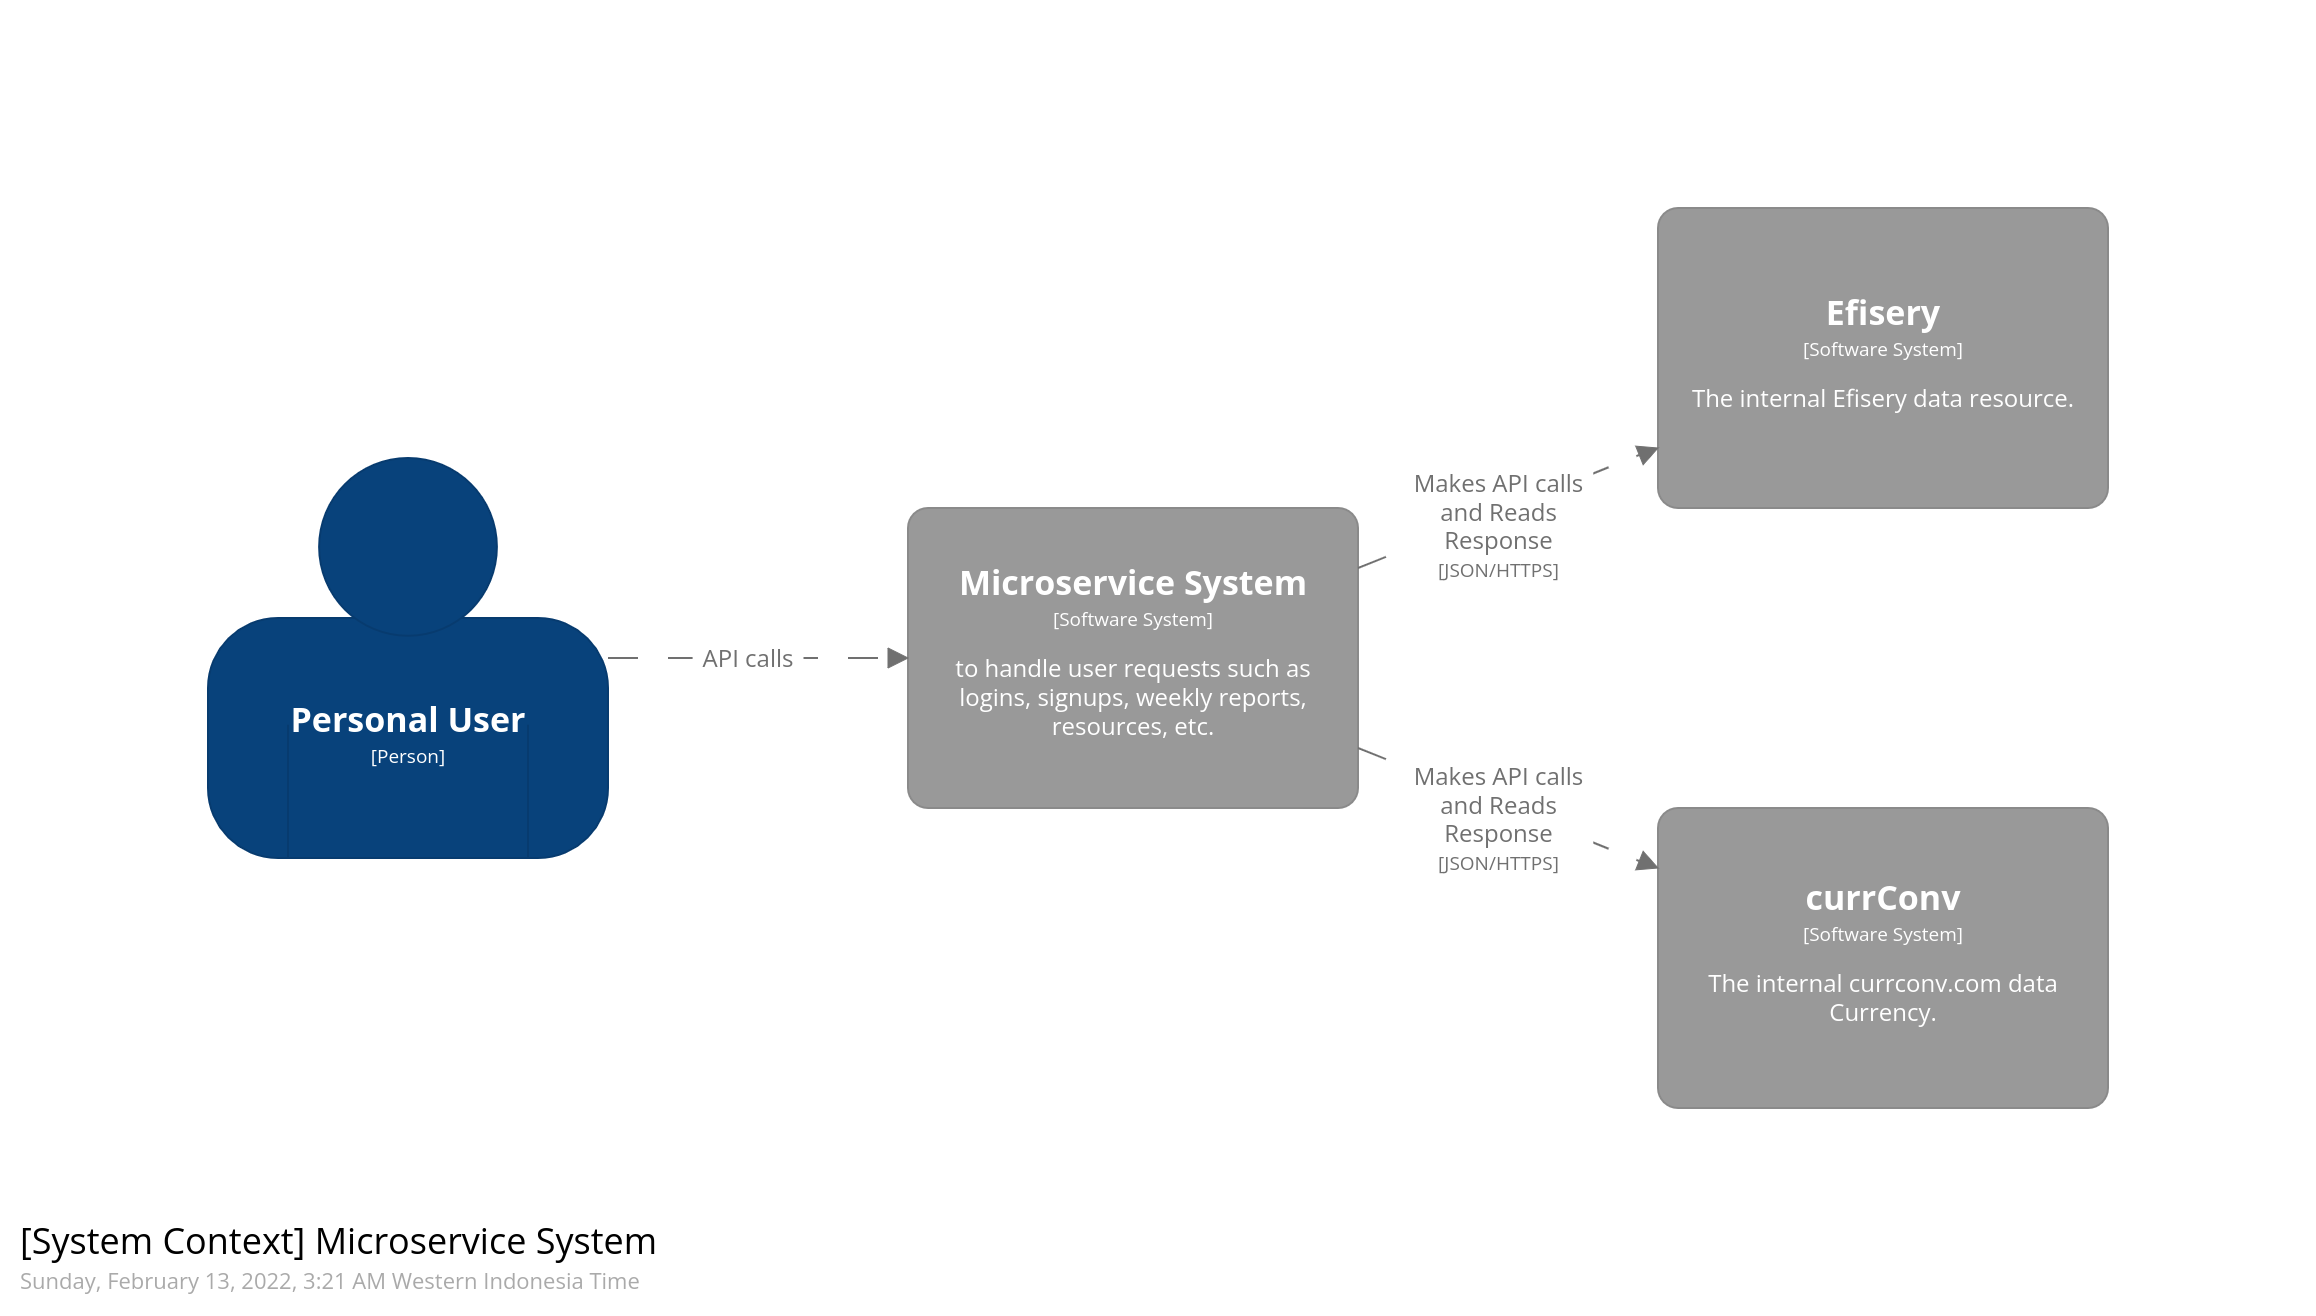 Personal User
[Person]
API calls
Microservice System
[Software System]
to handle user requests such as
logins, signups, weekly reports,
resources, etc.
Makes API calls
and Reads
Response
[JSON/HTTPS]
Efisery
[Software System]
The internal Efisery data resource.
Makes API calls
and Reads
Response
[JSON/HTTPS]
currConv
[Software System]
The internal currconv.com data
Currency.
[System Context] Microservice System
Sunday, February 13, 2022, 3:21 AM Western Indonesia Time